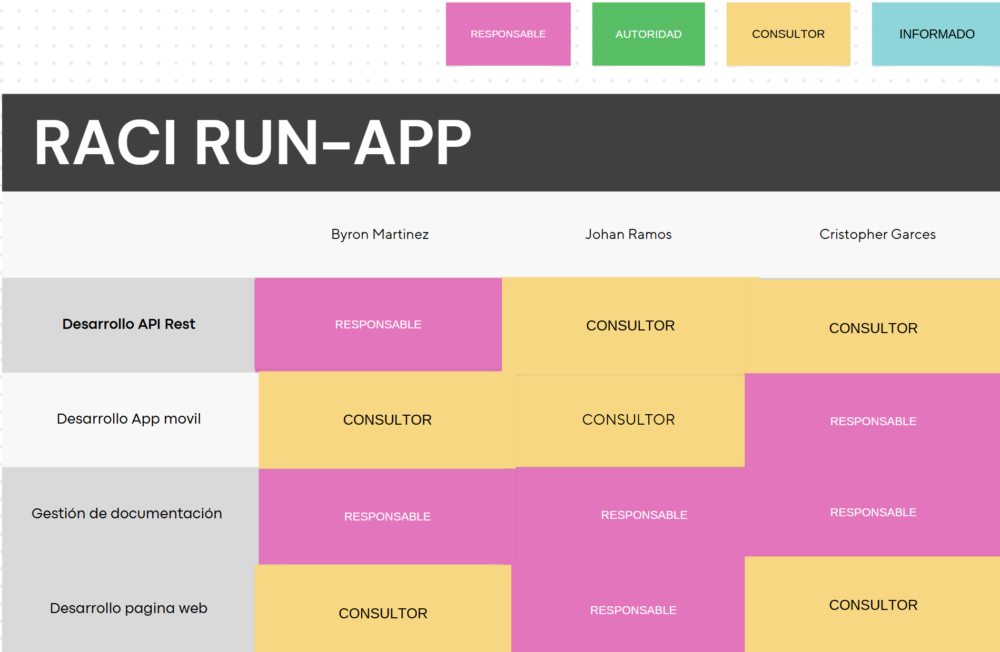 RESPONSABLE AUTORIDAD CONSULTOR INFORMADO
RACI RUN-APP
Byron Martinez Johan Ramos Cristopher Garces
Desarrollo API Rest RESPONSABLE CONSULTOR CONSULTOR
Desarrollo App movil CONSULTOR CONSULTOR RESPONSABLE
Gestión de documentación RESPONSABLE RESPONSABLE RESPONSABLE
Desarrollo pagina web CONSULTOR RESPONSABLE CONSULTOR